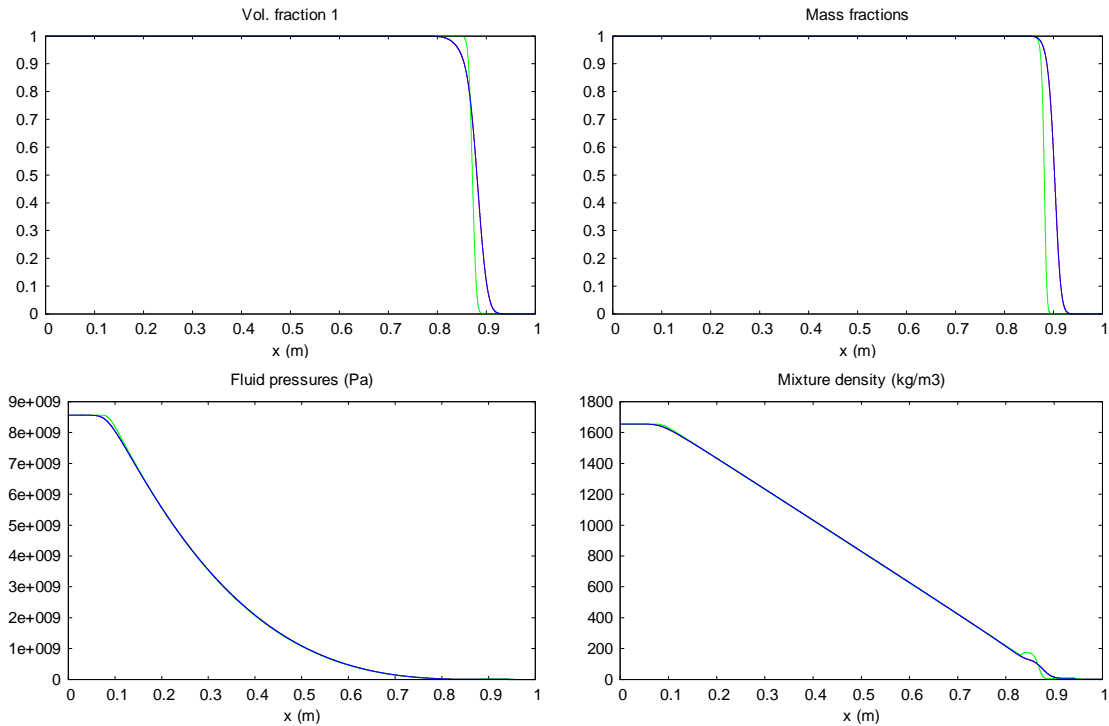 Vol. fraction 1
1
0.9
0.8
0.7
0.6
0.5
0.4
0.3
0.2
0.1
0
0 0.1 0.2 0.3 0.4 0.5 0.6 0.7 0.8 0.9 1
x (m)
Mass fractions
1
0.9
0.8
0.7
0.6
0.5
0.4
0.3
0.2
0.1
0
0 0.1 0.2 0.3 0.4 0.5 0.6 0.7 0.8 0.9 1
x (m)
Fluid pressures (Pa)
9e+009
8e+009
7e+009
6e+009
5e+009
4e+009
3e+009
2e+009
1e+009
0
0 0.1 0.2 0.3 0.4 0.5 0.6 0.7 0.8 0.9 1
x (m)
Mixture density (kg/m3)
1800
1600
1400
1200
1000
800
600
400
200
0
0 0.1 0.2 0.3 0.4 0.5 0.6 0.7 0.8 0.9 1
x (m)